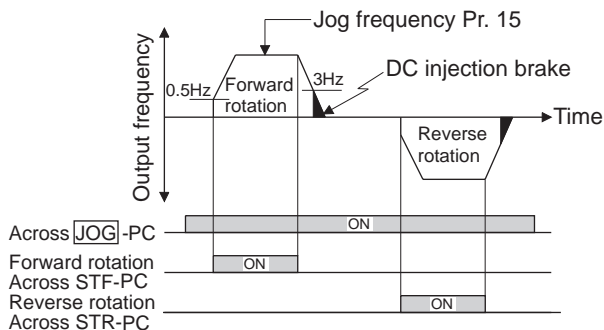 Jog frequency Pr. 15
DC injection brake
0.5Hz
Forward
rotation
3Hz
Output frequency
Time
Reverse
rotation
Across JOG -PC
ON
Forward rotation
Across STF-PC
ON
Reverse rotation
Across STR-PC
ON